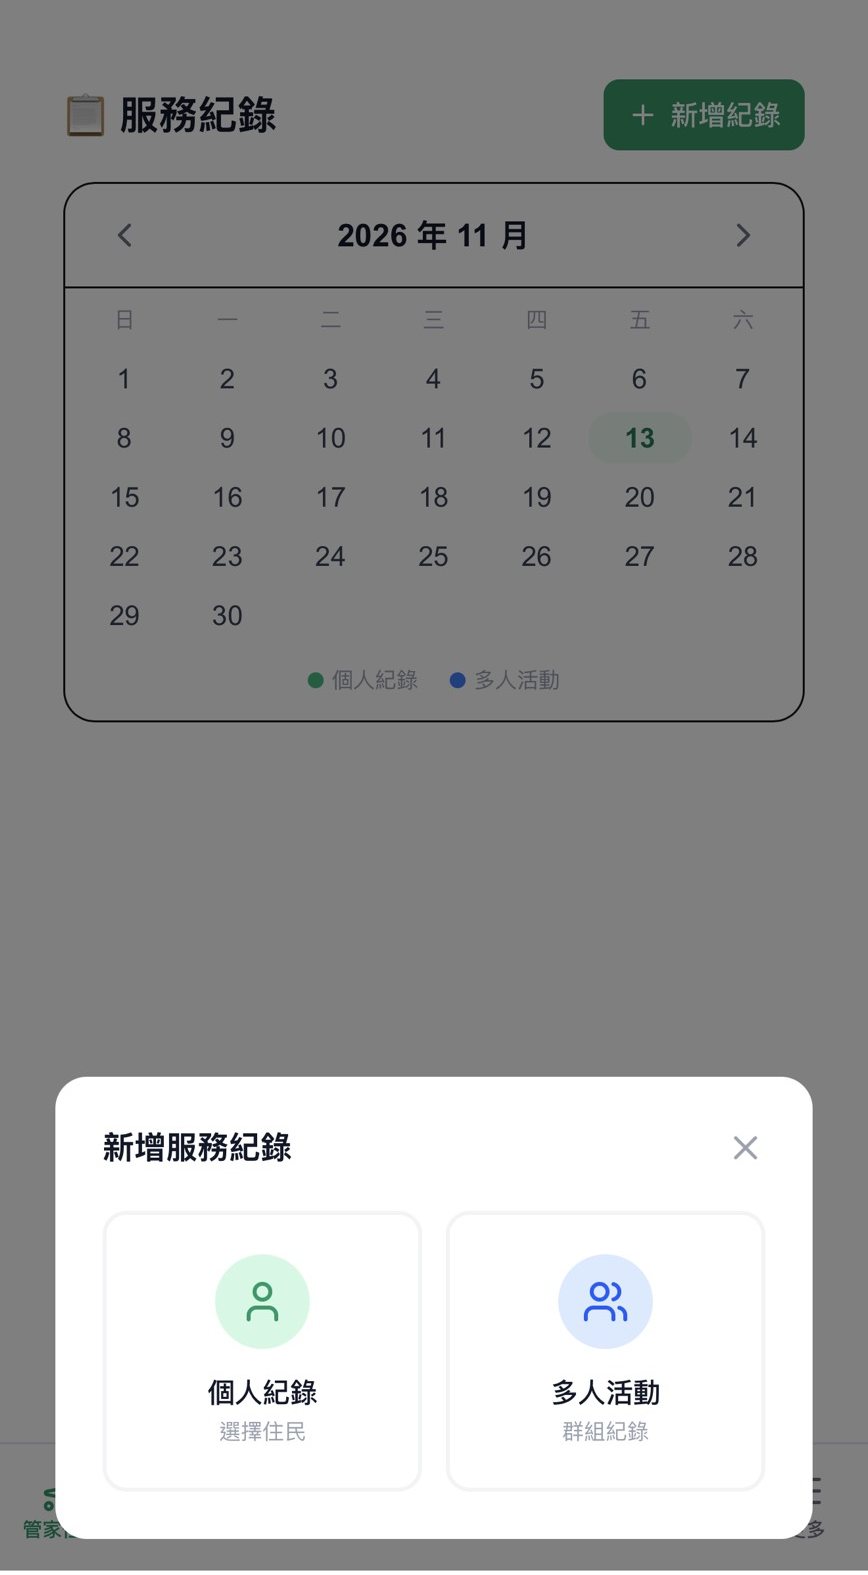 服務紀錄
+ 新增紀錄
2026 年 11 月
日 一 二 三 四 五 六
1 2 3 4 5 6 7
8 9 10 11 12 13 14
15 16 17 18 19 20 21
22 23 24 25 26 27 28
29 30
個人紀錄 多人活動
新增服務紀錄
個人紀錄
選擇住民
多人活動
群組紀錄
管家
多